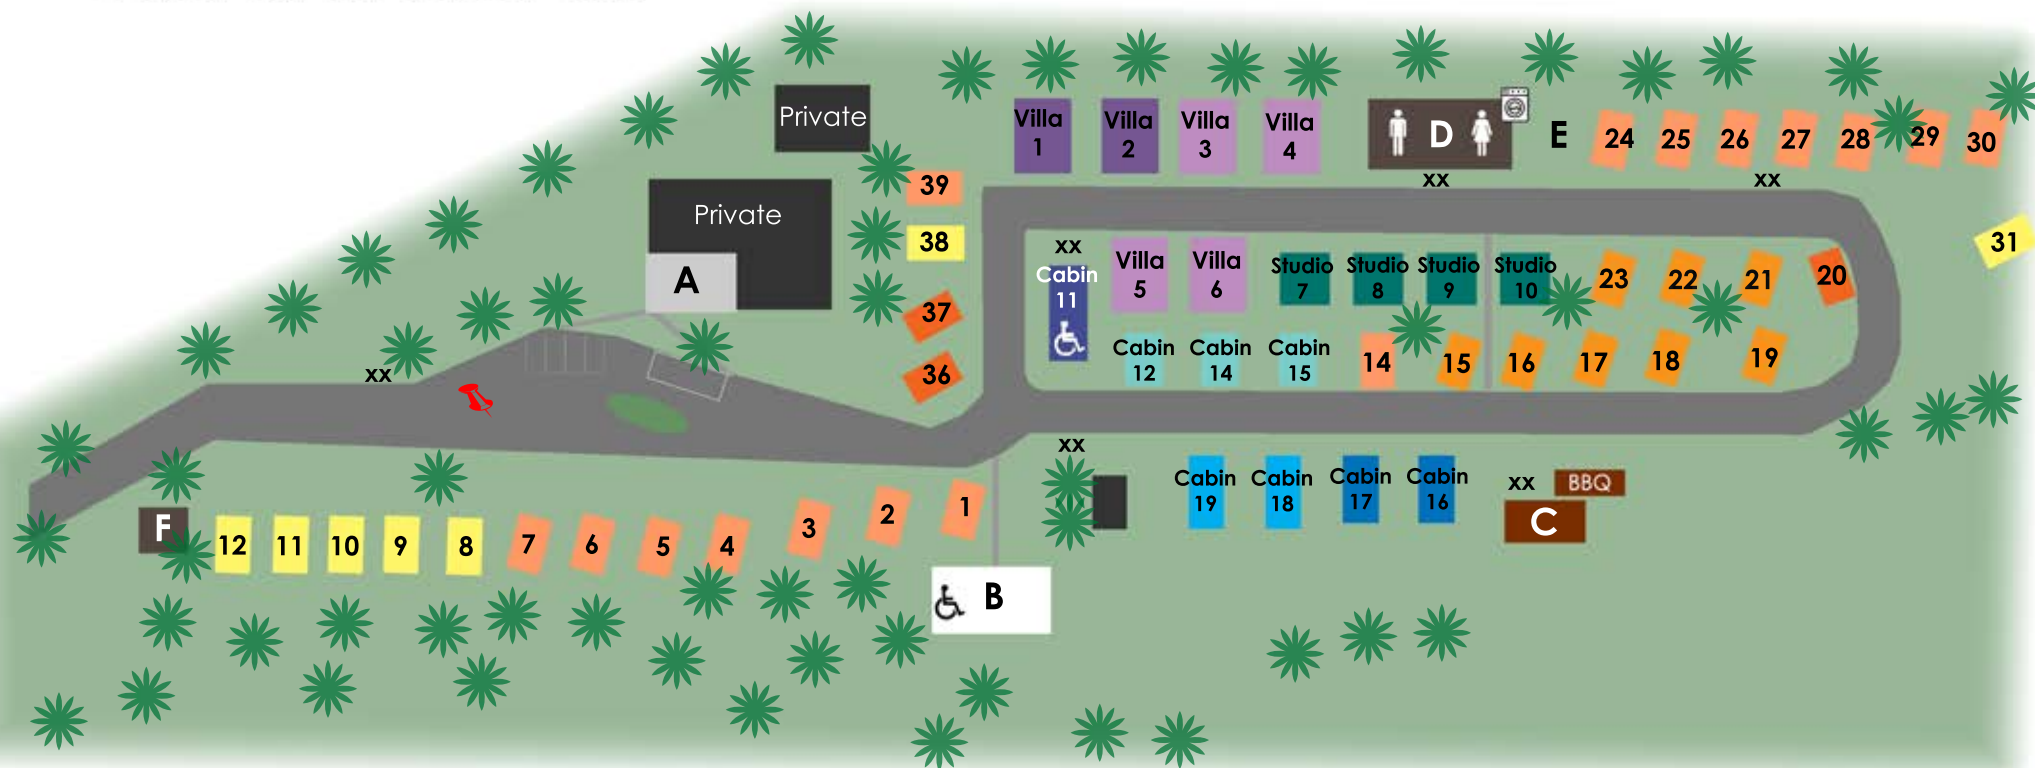 Private
Private
A
Villa
1
Villa
2
Villa
3
Villa
4
D
E
24
25
26
27
28
29
30
xx
xx
39
38
37
36
31
xx
Cabin
11
Villa
5
Villa
6
Studio
7
Studio
8
Studio
9
Studio
10
23
22
21
20
Cabin
12
Cabin
14
Cabin
15
14
15
16
17
18
19
xx
xx
Cabin
19
Cabin
18
Cabin
17
Cabin
16
xx
BBQ
C
F
12
11
10
9
8
7
6
5
4
3
2
1
B